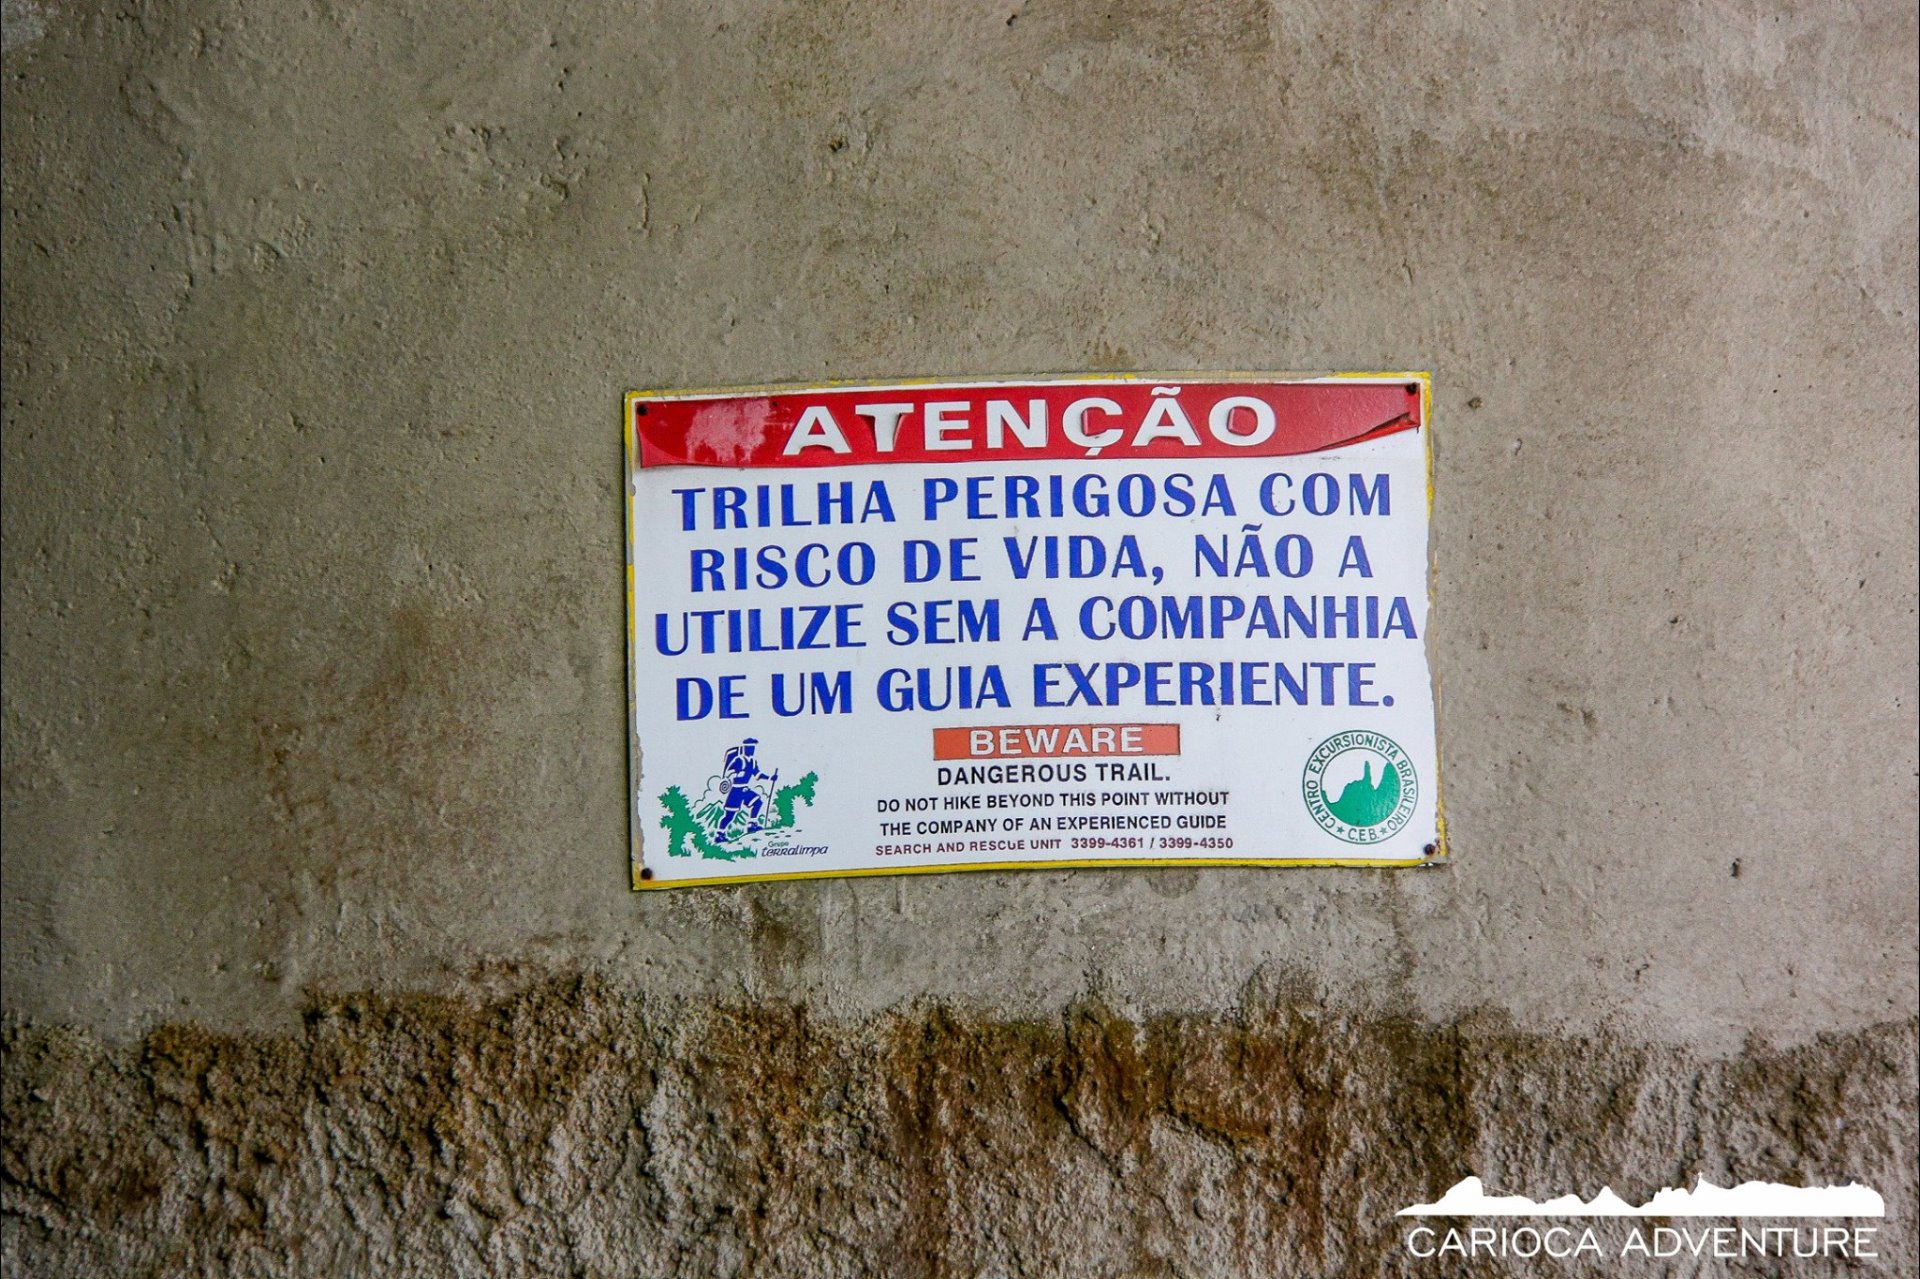 ATENÇÃO
TRILHA PERIGOSA COM
RISCO DE VIDA, NÃO A
UTILIZE SEM A COMPANHIA
DE UM GUIA EXPERIENTE.
BEWARE
DANGEROUS TRAIL.
DO NOT HIKE BEYOND THIS POINT WITHOUT
THE COMPANY OF AN EXPERIENCED GUIDE
SEARCH AND RESCUE UNIT 3399-4361 / 3399-4350
Grupo
terralimpa
CENTRO EXCURSIONISTA BRASILEIRO
★ C.E.B. ★
CARIOCA ADVENTURE